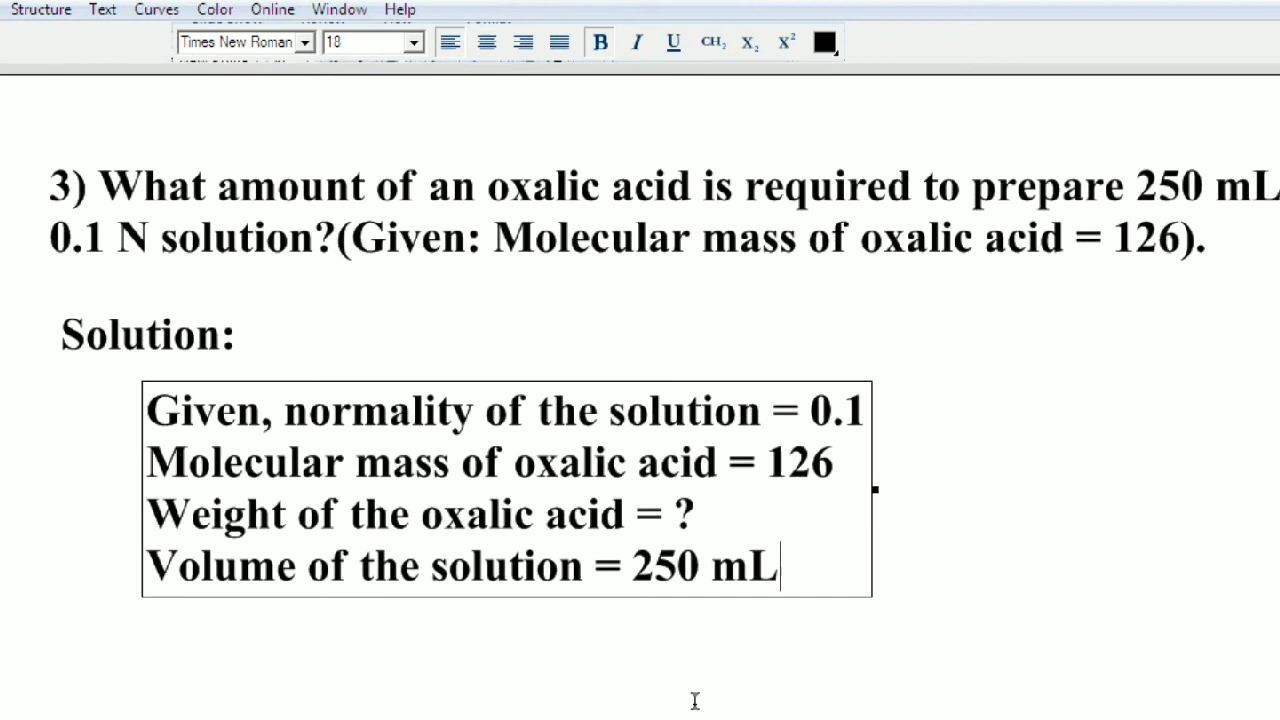 Structure Text Curves Color Online Window Help
Times New Roman 18 B I U CH₂ X₂ X²
3) What amount of an oxalic acid is required to prepare 250 mL
0.1 N solution?(Given: Molecular mass of oxalic acid = 126).
Solution:
Given, normality of the solution = 0.1
Molecular mass of oxalic acid = 126
Weight of the oxalic acid = ?
Volume of the solution = 250 mL